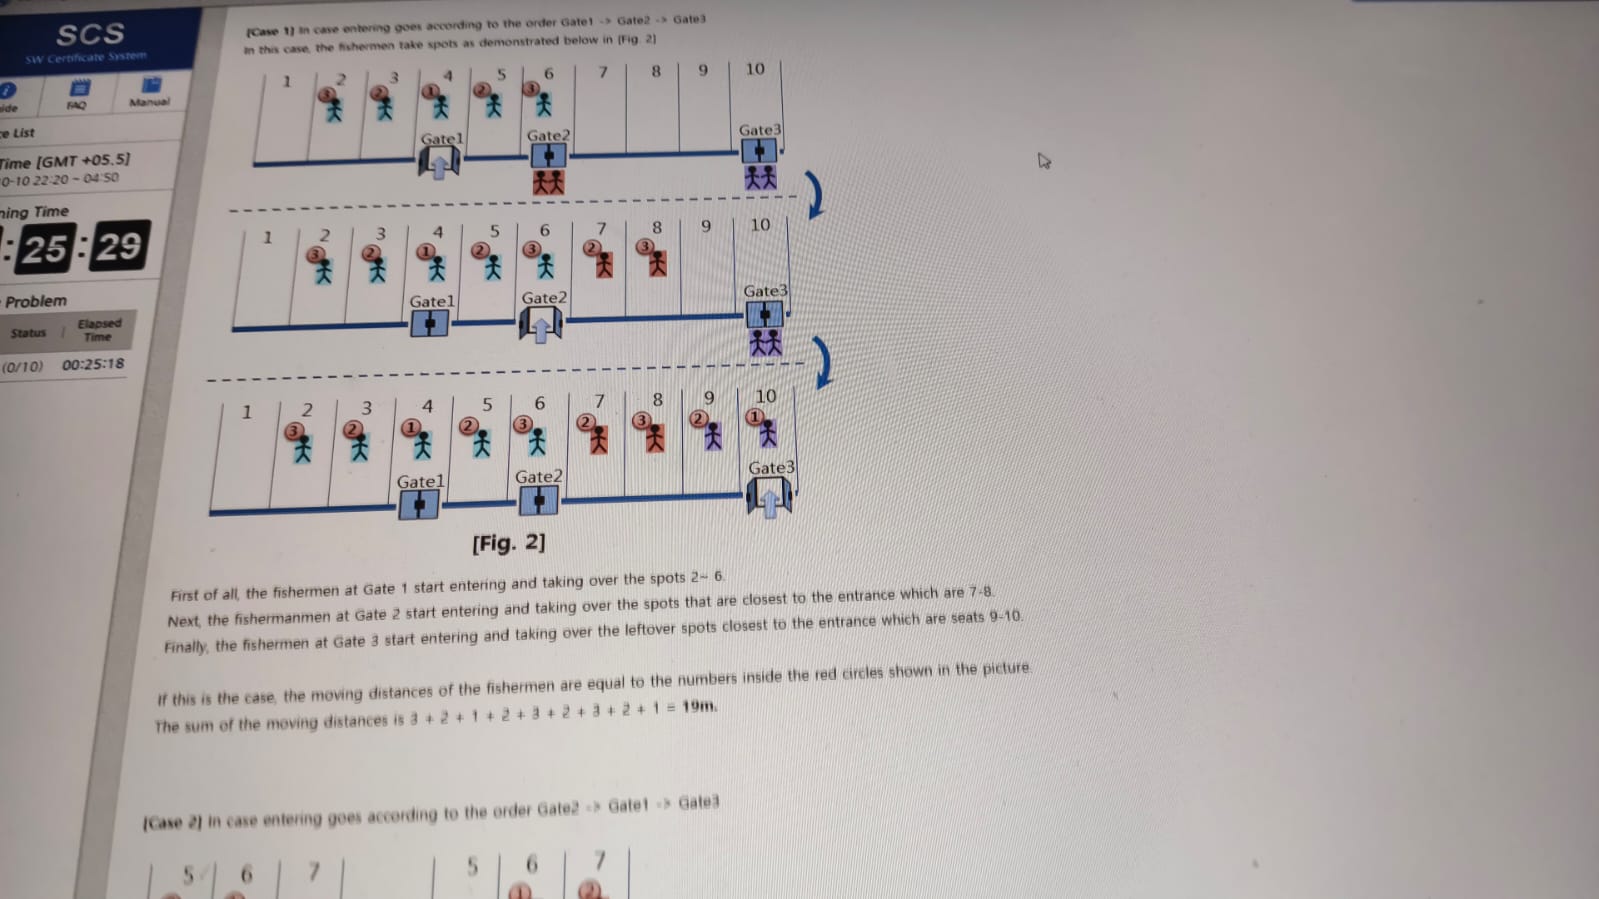 SCS
SW Certificate System
FAQ
Manual
List
Time [GMT +05.5]
0-10 22:20 ~ 04:50
Time
:25:29
Problem
Status | Elapsed Time
(0/10) 00:25:18
[Case 1] In case entering goes according to the order Gate1 -> Gate2 -> Gate3
In this case, the fishermen take spots as demonstrated below in [Fig. 2]
1 2 3 4 5 6 7 8 9 10
3 2 1 2 3
Gate1 Gate2 Gate3
1 2 3 4 5 6 7 8 9 10
3 2 1 2 3 2 3
Gate1 Gate2 Gate3
1 2 3 4 5 6 7 8 9 10
3 2 1 2 3 2 3 2 1
Gate1 Gate2 Gate3
[Fig. 2]
First of all, the fishermen at Gate 1 start entering and taking over the spots 2~ 6.
Next, the fishermanmen at Gate 2 start entering and taking over the spots that are closest to the entrance which are 7-8.
Finally, the fishermen at Gate 3 start entering and taking over the leftover spots closest to the entrance which are seats 9-10.
If this is the case, the moving distances of the fishermen are equal to the numbers inside the red circles shown in the picture.
The sum of the moving distances is 3 + 2 + 1 + 2 + 3 + 2 + 3 + 2 + 1 = 19m.
[Case 2] In case entering goes according to the order Gate2 -> Gate1 -> Gate3
5 6 7 5 6 7
1 2